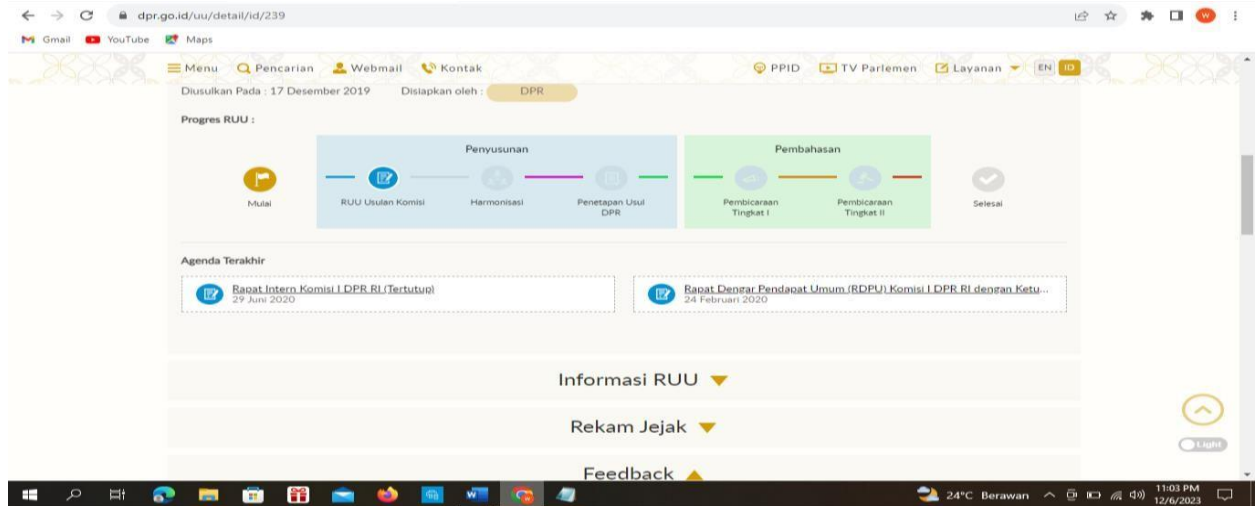 dpr.go.id/uu/detail/id/239
W
Gmail YouTube Maps
Menu Pencarian Webmail Kontak PPID TV Parlemen Layanan EN ID
Diusulkan Pada : 17 Desember 2019 Disiapkan oleh : DPR
Progres RUU :
Penyusunan Pembahasan
Mulai RUU Usulan Komisi Harmonisasi Penetapan Usul DPR Pembicaraan Tingkat I Pembicaraan Tingkat II Selesai
Agenda Terakhir
Rapat Intern Komisi I DPR RI (Tertutup)
29 Juni 2020
Rapat Dengar Pendapat Umum (RDPU) Komisi I DPR RI dengan Ketu...
24 Februari 2020
Informasi RUU
Rekam Jejak
Light
Feedback
24°C Berawan
11:03 PM
12/6/2023